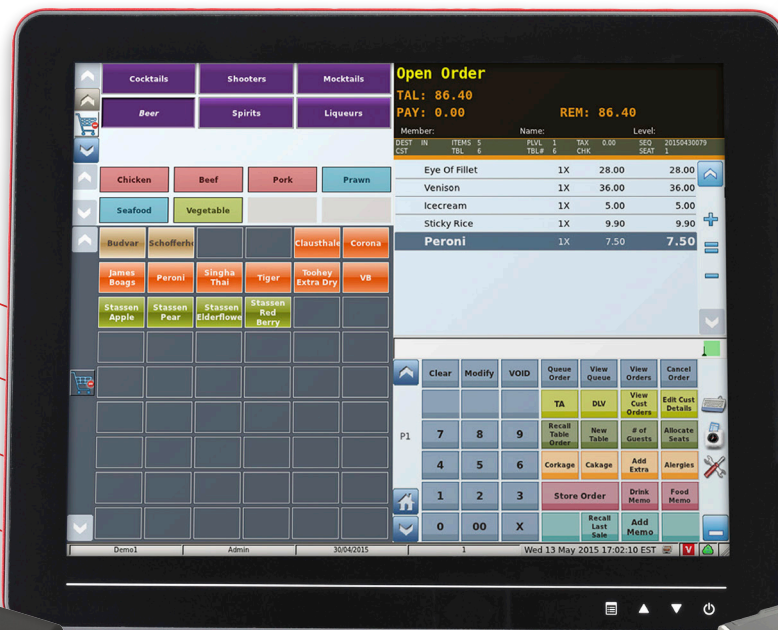 Cocktails Shooters Mocktails
Beer Spirits Liqueurs
Chicken Beef Pork Prawn
Seafood Vegetable
Budvar Schofferh Clausthale Corona
James Boags Peroni Singha Thai Tiger Toohey Extra Dry VB
Stassen Apple Stassen Pear Stassen Elderflowe Stassen Red Berry
Open Order
TAL: 86.40
PAY: 0.00 REM: 86.40
Member: Name: Level:
DEST IN ITEMS 5 PLVL 1 TAX 0.00 SEQ 20150430079
CST TBL 6 TBL# 6 CHK SEAT 1
Eye Of Fillet 1X 28.00 28.00
Venison 1X 36.00 36.00
Icecream 1X 5.00 5.00
Sticky Rice 1X 9.90 9.90
Peroni 1X 7.50 7.50
Clear Modify VOID Queue Order View Queue View Orders Cancel Order
TA DLV View Cust Orders Edit Cust Details
P1 7 8 9 Recall Table Order New Table # of Guests Allocate Seats
4 5 6 Corkage Cakage Add Extra Alergies
1 2 3 Store Order Drink Memo Food Memo
0 00 X Recall Last Sale Add Memo
Demo1 Admin 30/04/2015 1 Wed 13 May 2015 17:02:10 EST V